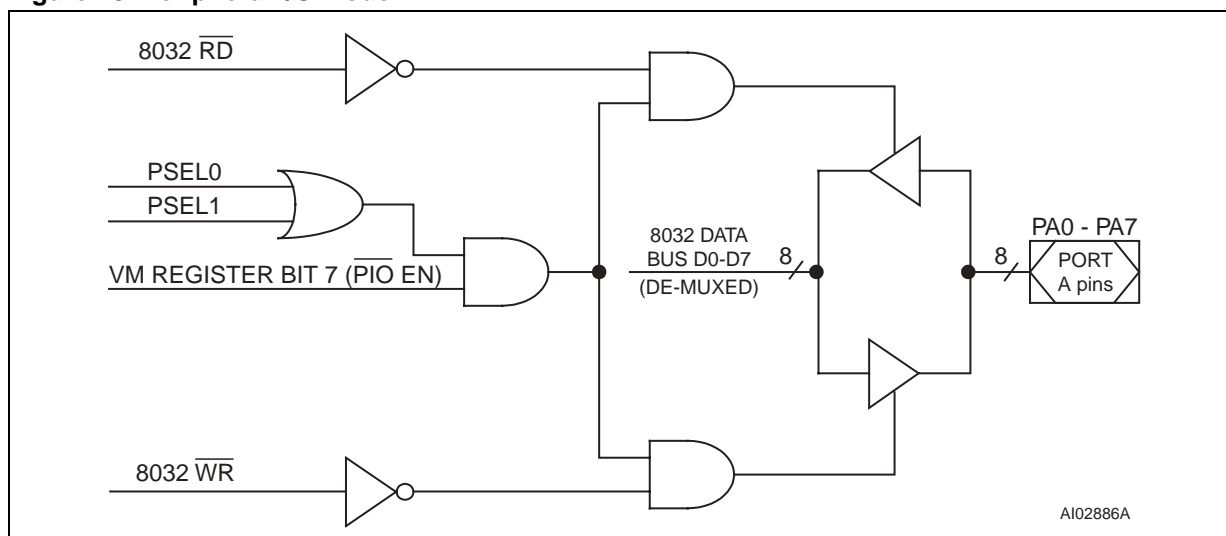 8032 RD
PSEL0
PSEL1
VM REGISTER BIT 7 (PIO EN)
8032 WR
8032 DATA
BUS D0-D7
(DE-MUXED)
8
8
PA0 - PA7
PORT
A pins
AI02886A